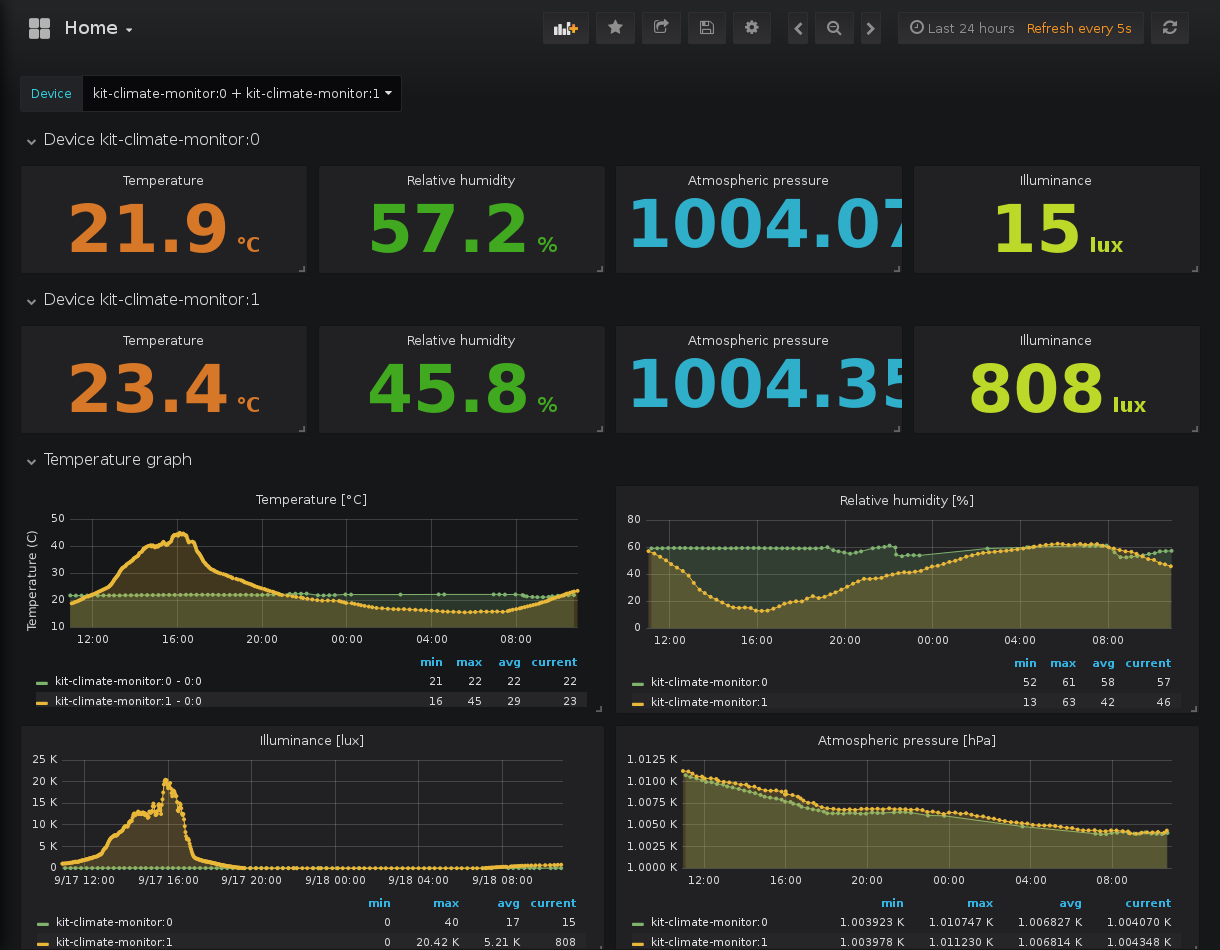 Home
Last 24 hours Refresh every 5s
Device kit-climate-monitor:0 + kit-climate-monitor:1
Device kit-climate-monitor:0
Temperature Relative humidity Atmospheric pressure Illuminance
21.9 °C 57.2 % 1004.07 15 lux
Device kit-climate-monitor:1
Temperature Relative humidity Atmospheric pressure Illuminance
23.4 °C 45.8 % 1004.35 808 lux
Temperature graph
Temperature [°C]
Temperature (C)
50
40
30
20
10
12:00 16:00 20:00 00:00 04:00 08:00
min max avg current
kit-climate-monitor:0 - 0:0 21 22 22 22
kit-climate-monitor:1 - 0:0 16 45 29 23
Relative humidity [%]
80
60
40
20
0
12:00 16:00 20:00 00:00 04:00 08:00
min max avg current
kit-climate-monitor:0 52 61 58 57
kit-climate-monitor:1 13 63 42 46
Illuminance [lux]
25 K
20 K
15 K
10 K
5 K
0
9/17 12:00 9/17 16:00 9/17 20:00 9/18 00:00 9/18 04:00 9/18 08:00
min max avg current
kit-climate-monitor:0 0 40 17 15
kit-climate-monitor:1 0 20.42 K 5.21 K 808
Atmospheric pressure [hPa]
1.0125 K
1.0100 K
1.0075 K
1.0050 K
1.0025 K
1.0000 K
12:00 16:00 20:00 00:00 04:00 08:00
min max avg current
kit-climate-monitor:0 1.003923 K 1.010747 K 1.006827 K 1.004070 K
kit-climate-monitor:1 1.003978 K 1.011230 K 1.006814 K 1.004348 K